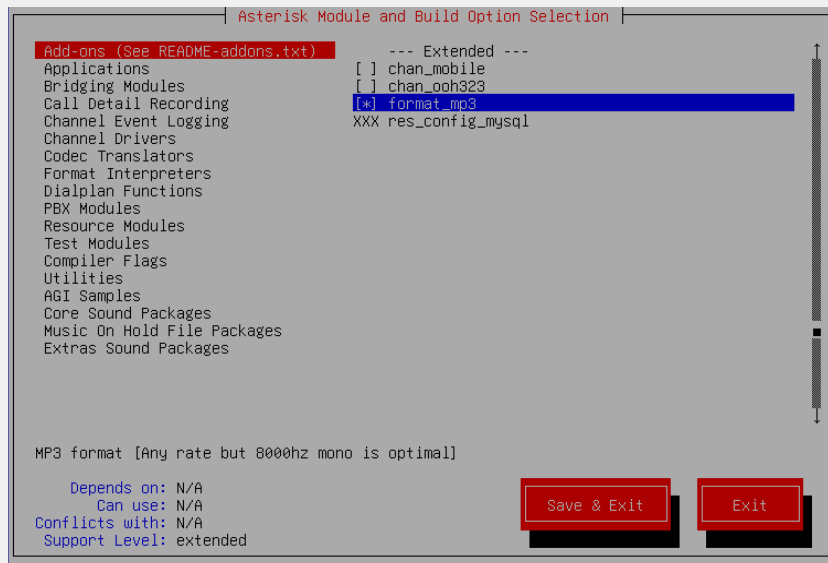 Asterisk Module and Build Option Selection
Add-ons (See README-addons.txt)
Applications
Bridging Modules
Call Detail Recording
Channel Event Logging
Channel Drivers
Codec Translators
Format Interpreters
Dialplan Functions
PBX Modules
Resource Modules
Test Modules
Compiler Flags
Utilities
AGI Samples
Core Sound Packages
Music On Hold File Packages
Extras Sound Packages
--- Extended ---
[ ] chan_mobile
[ ] chan_ooh323
[*] format_mp3
XXX res_config_mysql
MP3 format [Any rate but 8000hz mono is optimal]
Depends on: N/A
Can use: N/A
Conflicts with: N/A
Support Level: extended
Save & Exit
Exit